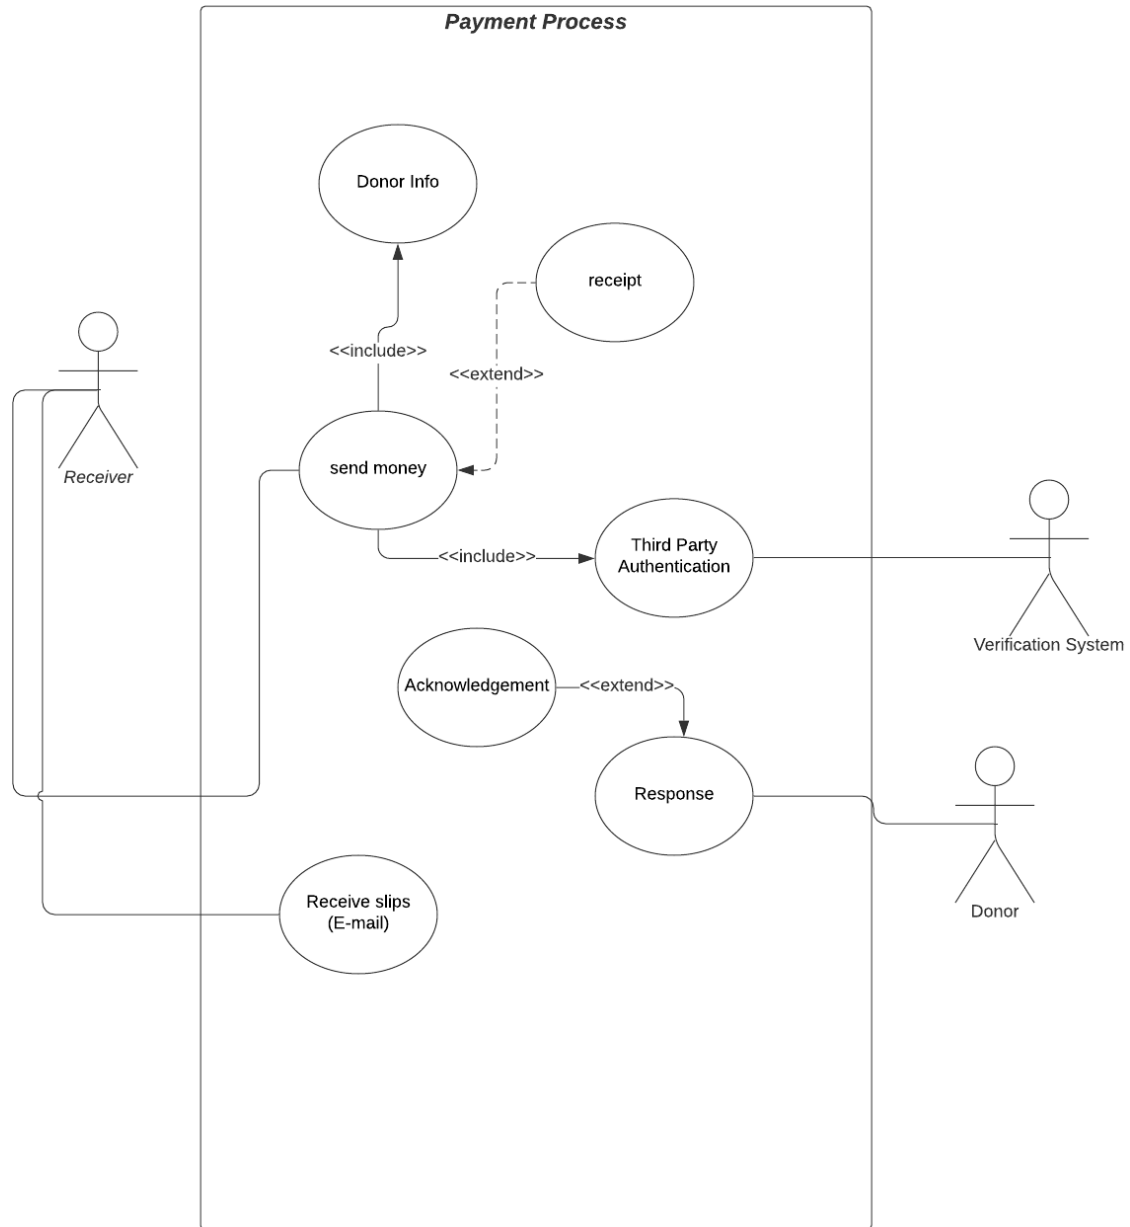 Payment Process
Donor Info
receipt
<<include>>
<<extend>>
send money
Receiver
Third Party
Authentication
<<include>>
Verification System
Acknowledgement
<<extend>>
Response
Receive slips
(E-mail)
Donor